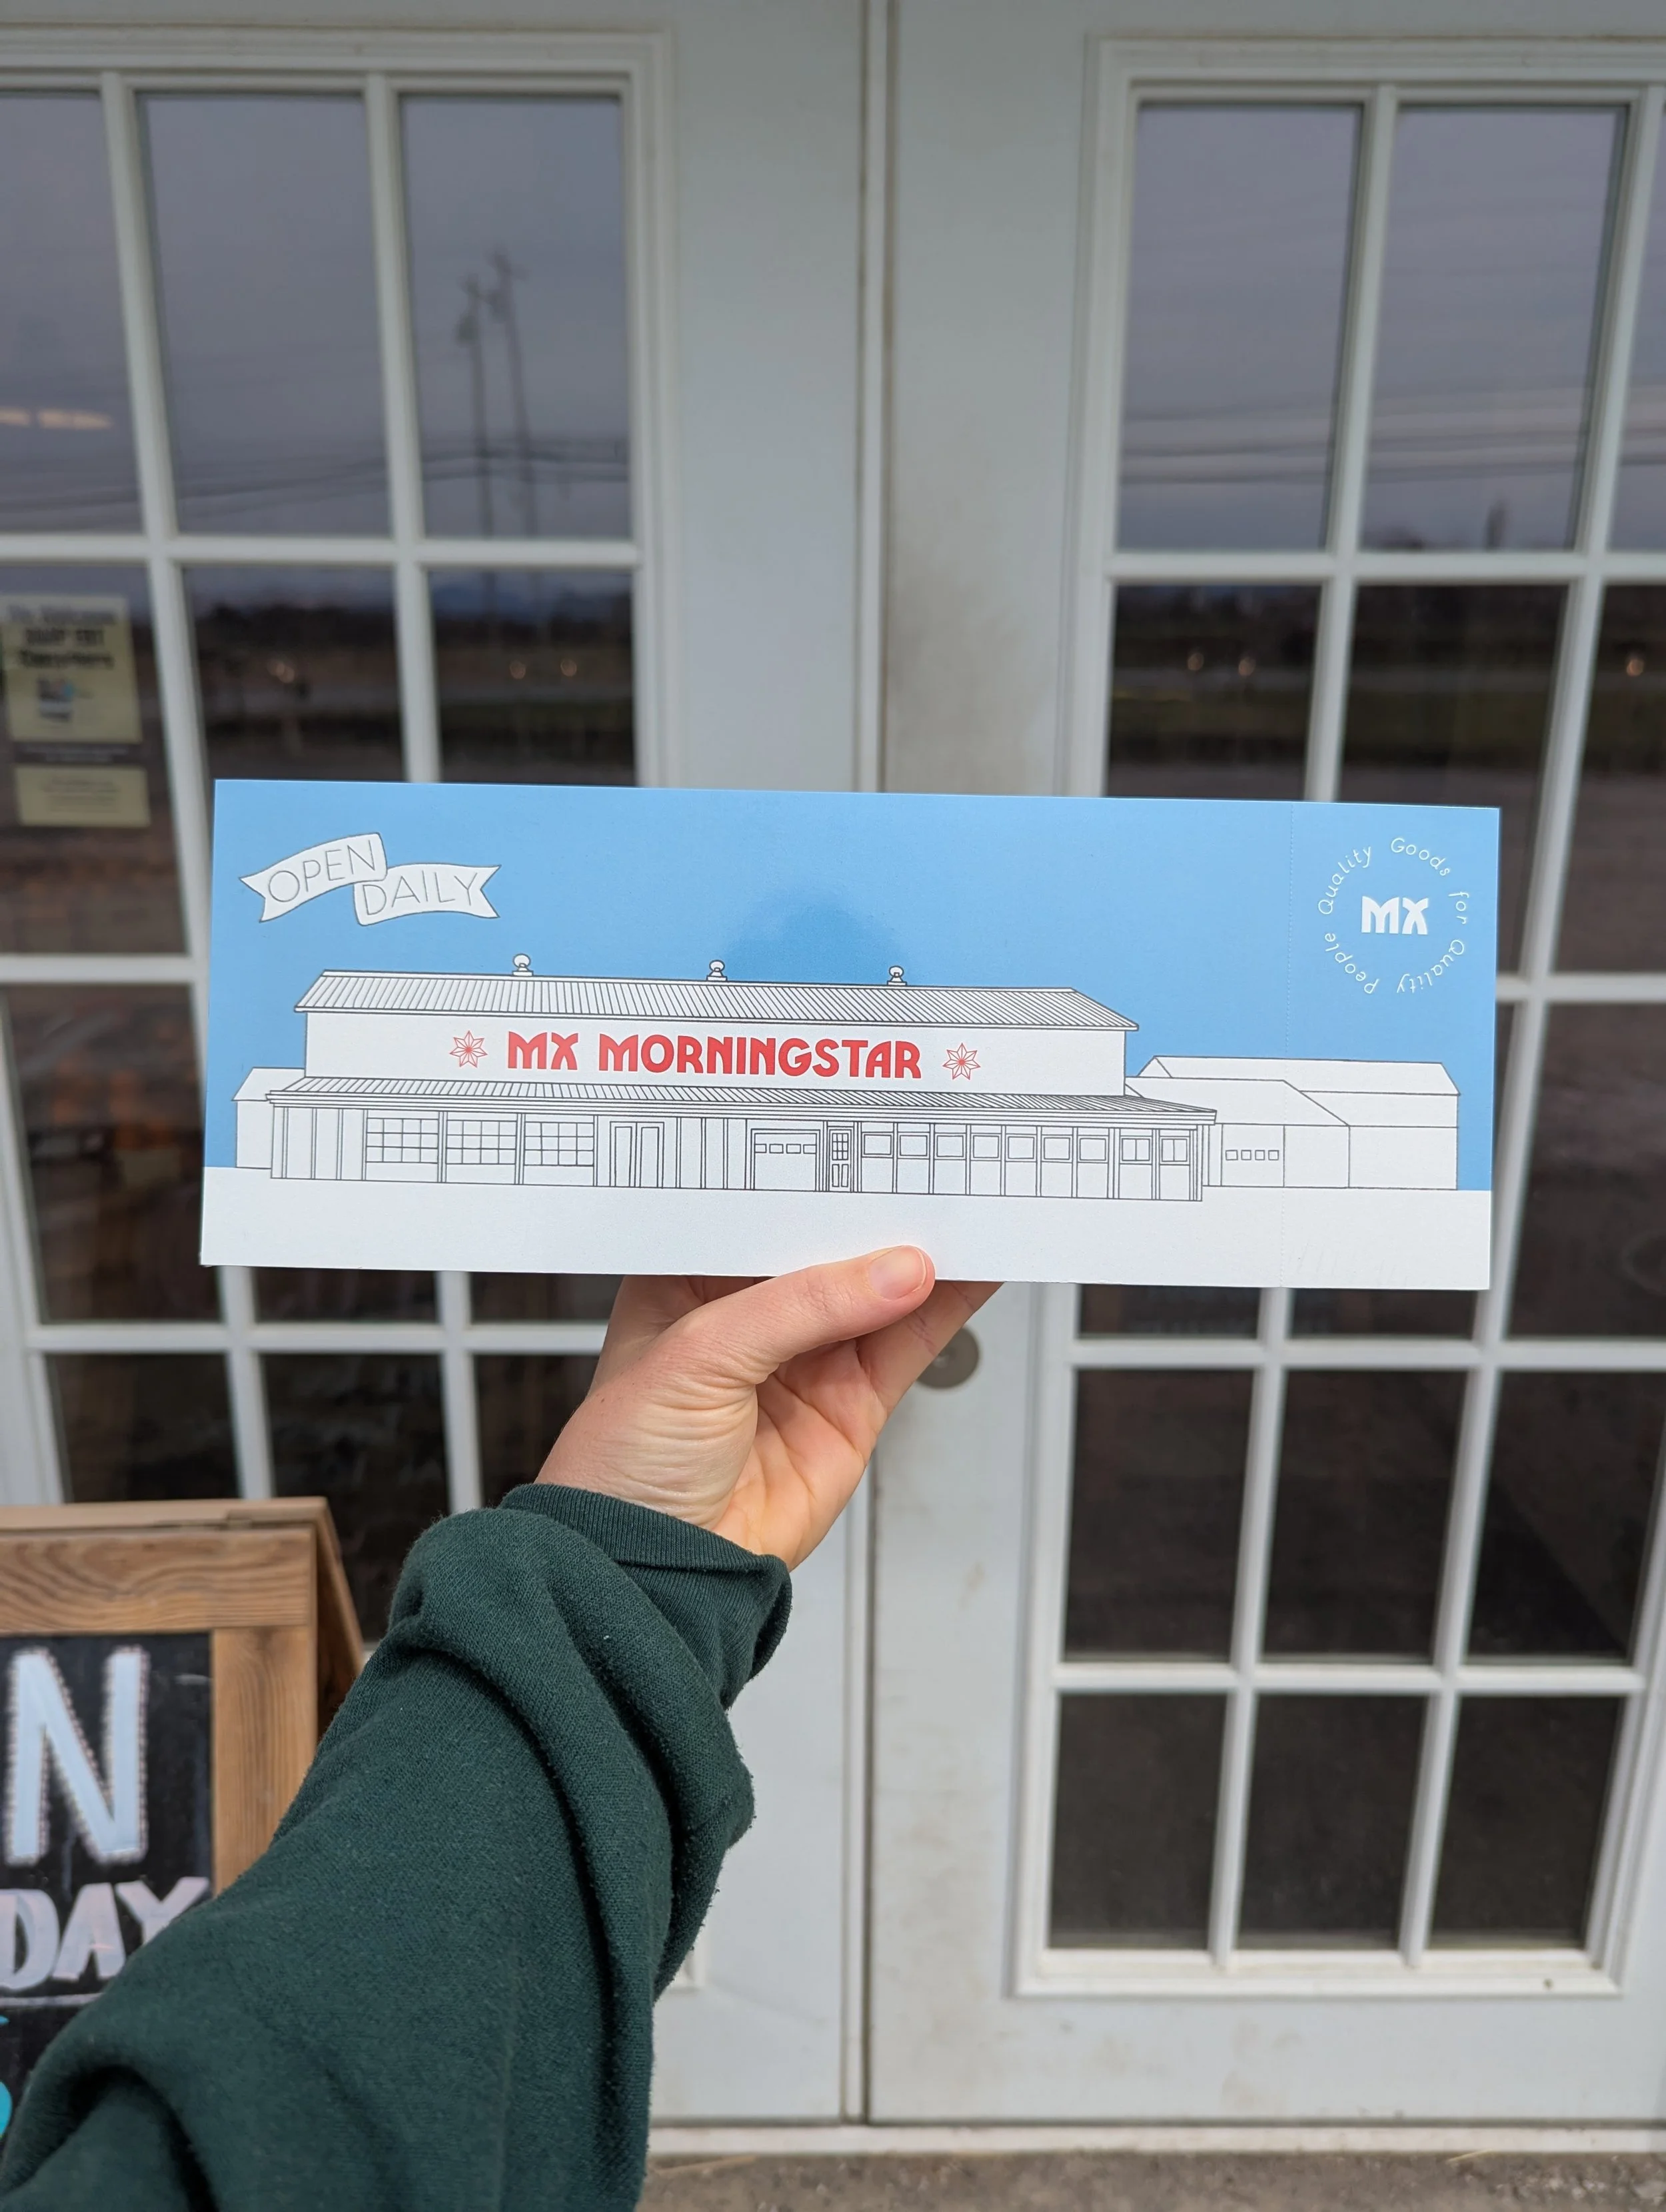 OPEN
DAILY
Quality Goods for Quality People
MX
MX MORNINGSTAR
N
DAY